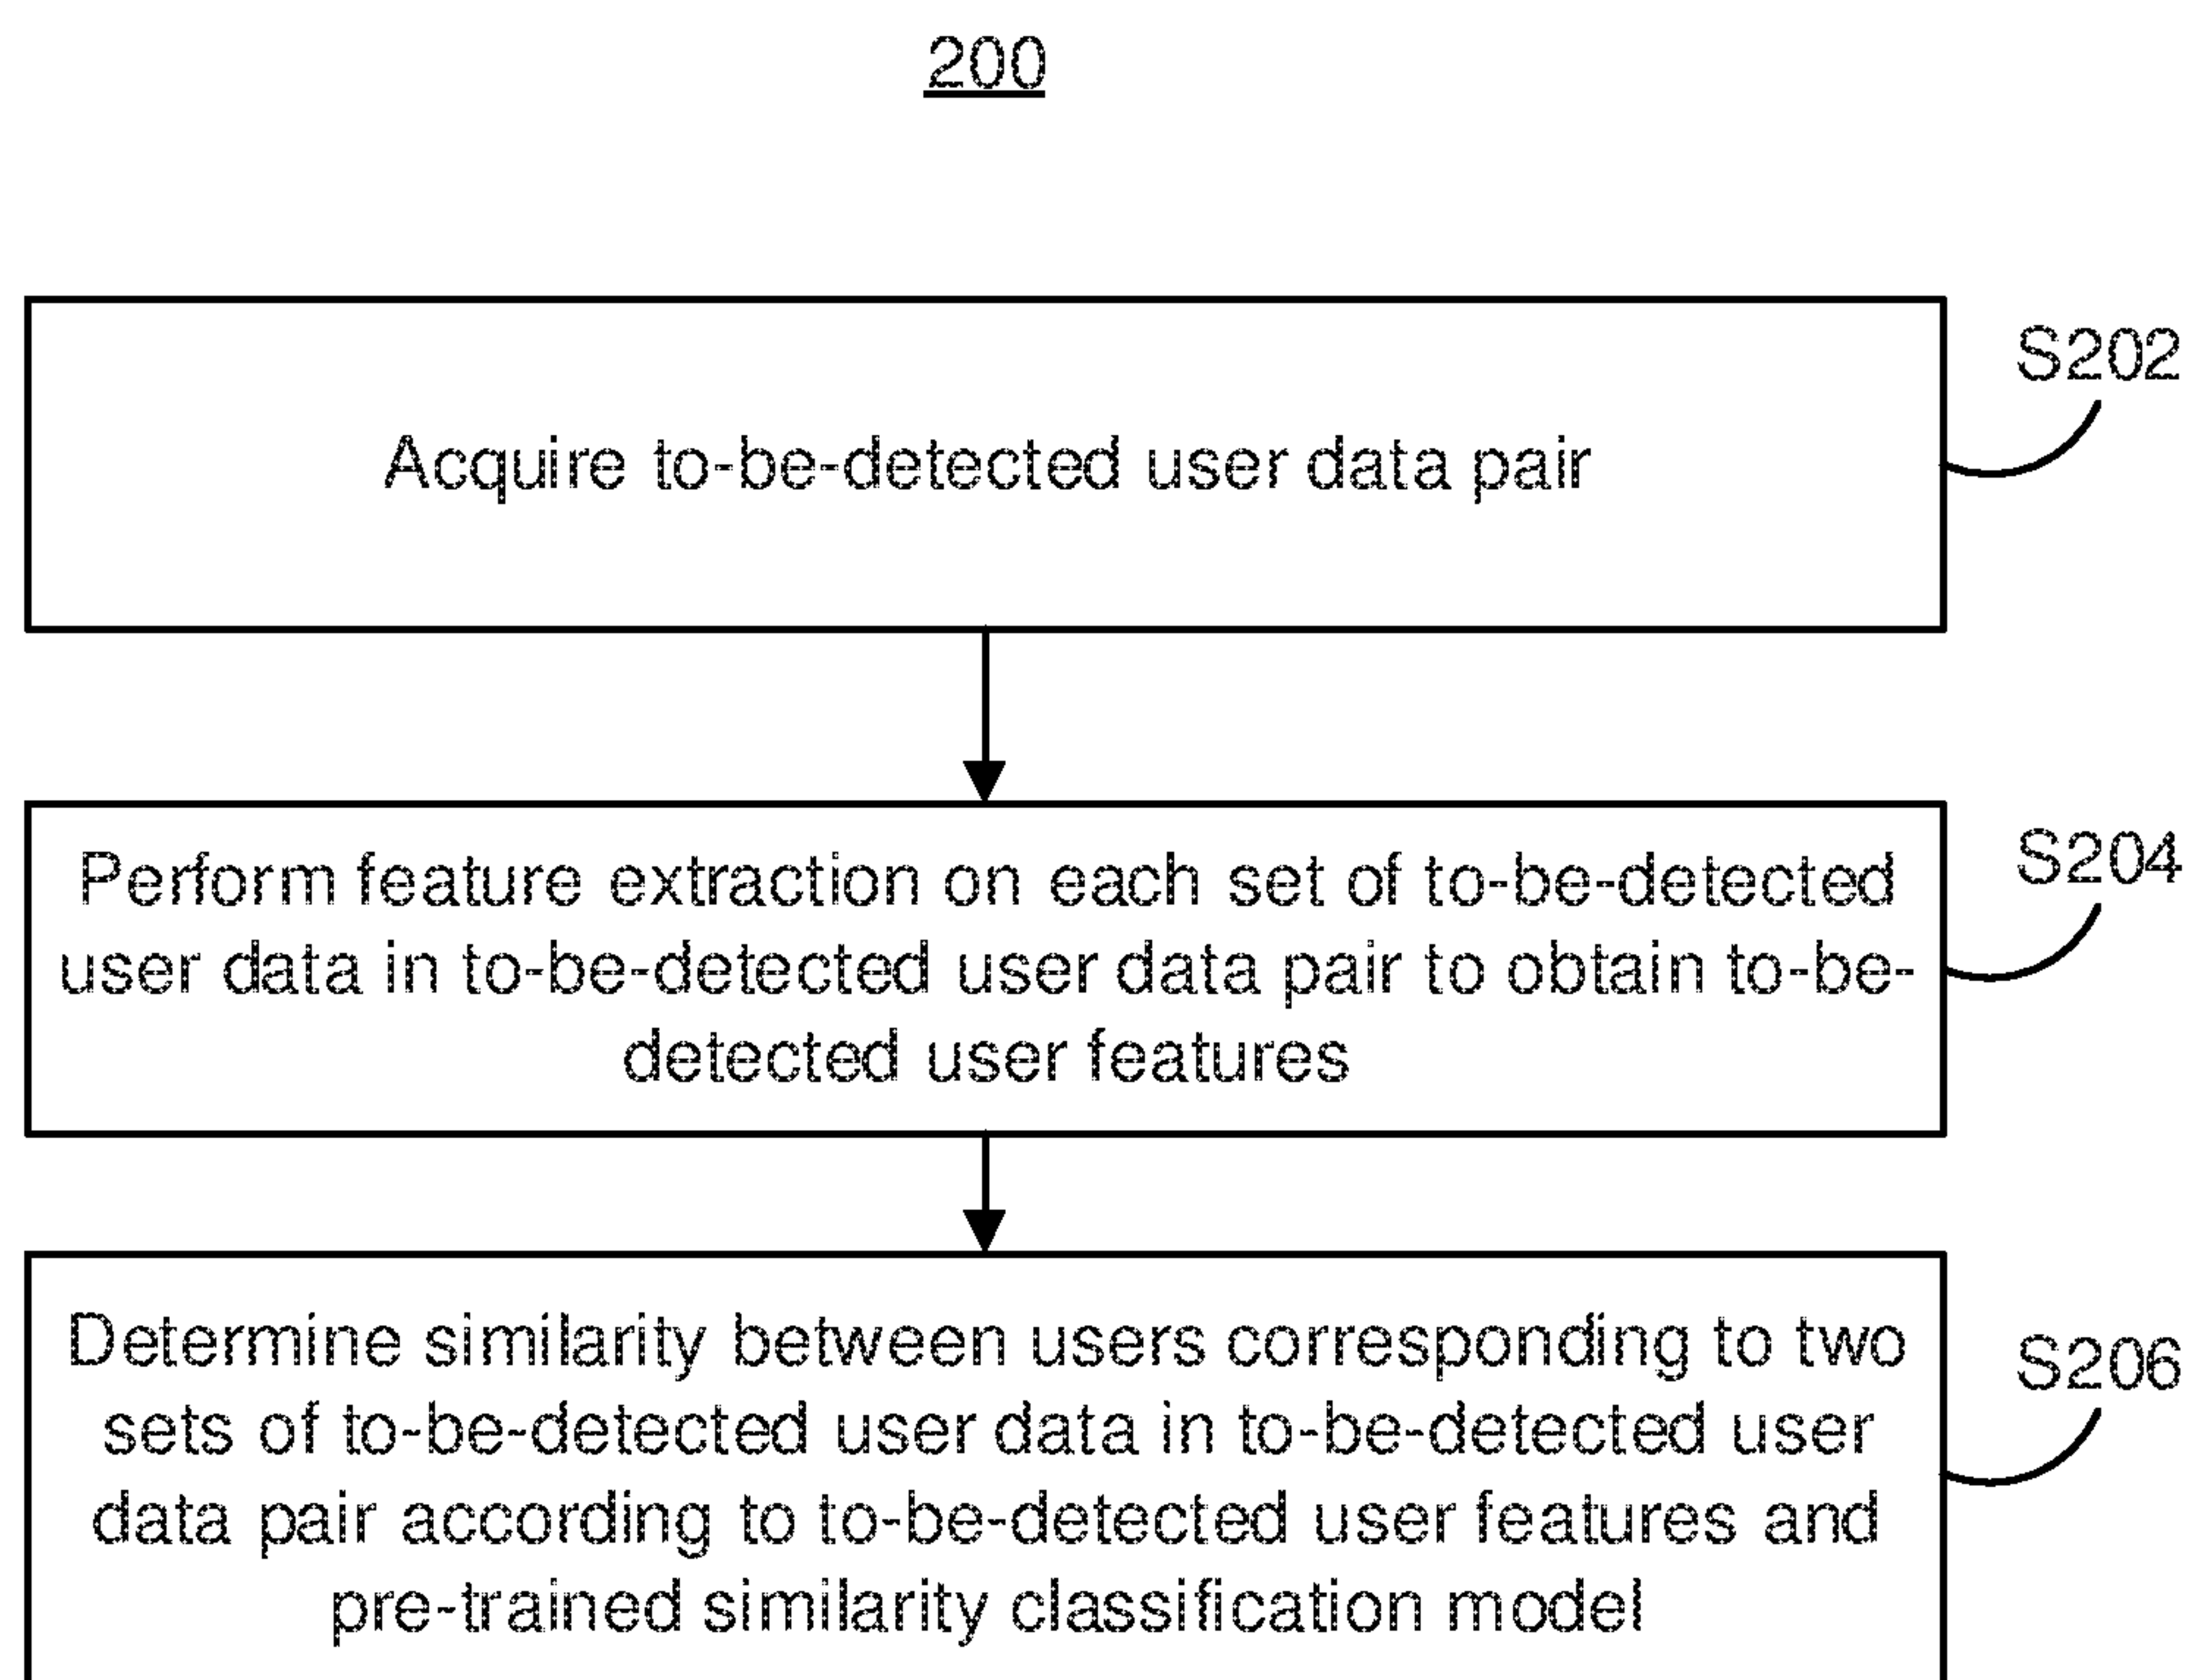 200
S202
Acquire to-be-detected user data pair
S204
Perform feature extraction on each set of to-be-detected
user data in to-be-detected user data pair to obtain to-be-
detected user features
S206
Determine similarity between users corresponding to two
sets of to-be-detected user data in to-be-detected user
data pair according to to-be-detected user features and
pre-trained similarity classification model